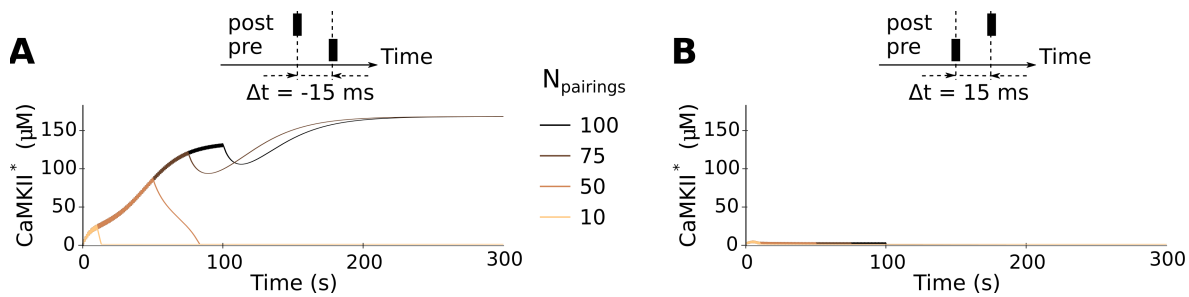 A
post
pre
Time
Δt = -15 ms
CaMKII* (μM)
150
100
50
0
0
100
200
300
Time (s)
Npairings
100
75
50
10
B
post
pre
Time
Δt = 15 ms
CaMKII* (μM)
150
100
50
0
0
100
200
300
Time (s)